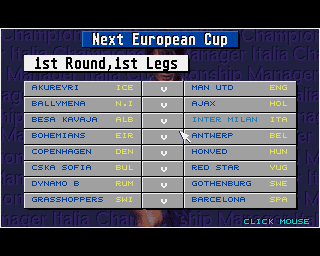 Next European Cup
1st Round,1st Legs
AKUREYRI ICE v MAN UTD ENG
BALLYMENA N.I v AJAX HOL
BESA KAVAJA ALB v INTER MILAN ITA
BOHEMIANS EIR v ANTWERP BEL
COPENHAGEN DEN v HONVED HUN
CSKA SOFIA BUL v RED STAR YUG
DYNAMO B RUM v GOTHENBURG SWE
GRASSHOPPERS SWI v BARCELONA SPA
CLICK MOUSE